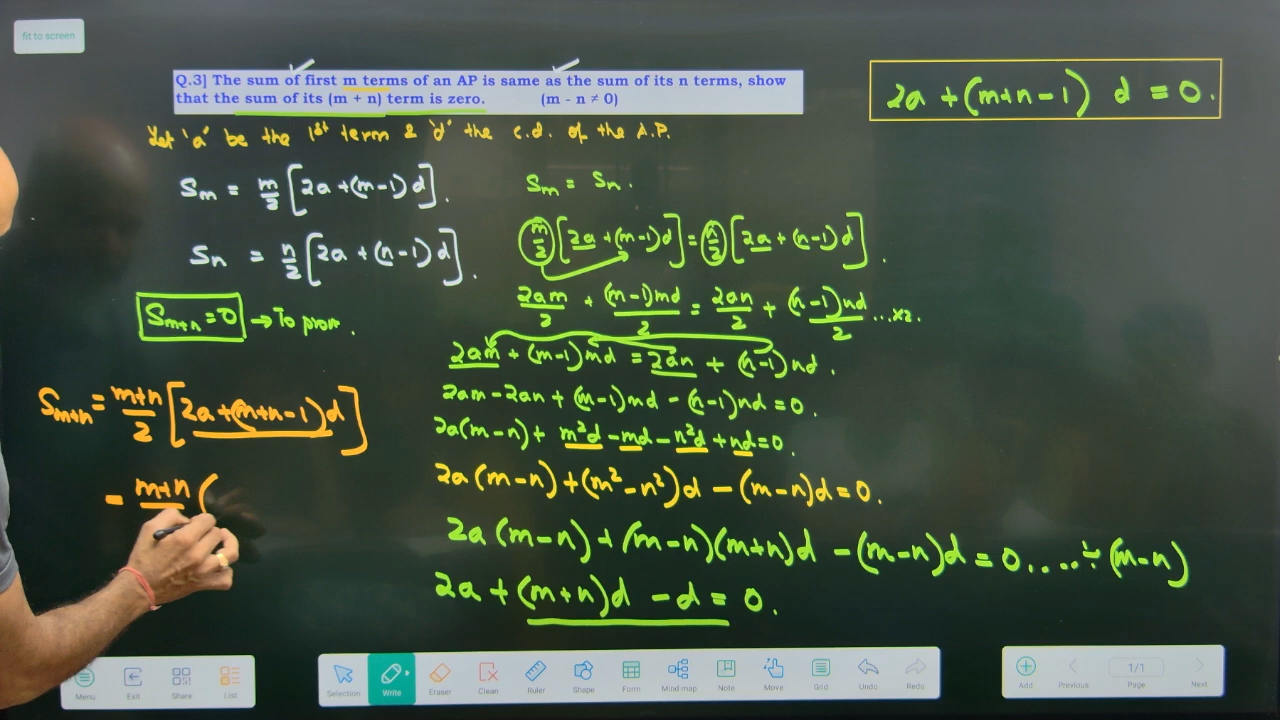 fit to screen
Q.3] The sum of first m terms of an AP is same as the sum of its n terms, show
that the sum of its (m + n) term is zero. (m - n ≠ 0)
2a + (m+n-1) d = 0.
Let 'a' be the 1st term & 'd' the c.d. of the A.P.
Sm = m/2 [2a + (m-1)d].
Sn = n/2 [2a + (n-1)d].
Sm+n = 0 → To prove.
Sm+n = m+n/2 [2a + (m+n-1)d]
= m+n (
Sm = Sn.
m/2 [2a + (m-1)d] = n/2 [2a + (n-1)d].
2am/2 + (m-1)md/2 = 2an/2 + (n-1)nd/2 ...x2.
2am + (m-1)md = 2an + (n-1)nd.
2am - 2an + (m-1)md - (n-1)nd = 0.
2a(m-n) + m²d - md - n²d + nd = 0.
2a(m-n) + (m² - n²)d - (m-n)d = 0.
2a(m-n) + (m-n)(m+n)d - (m-n)d = 0.... ÷ (m-n)
2a + (m+n)d - d = 0.
Menu Exit Share List
Selection Write Eraser Clean Ruler Shape Form Mind map Note Move Grid Undo Redo
1/1
Add Previous Page Next